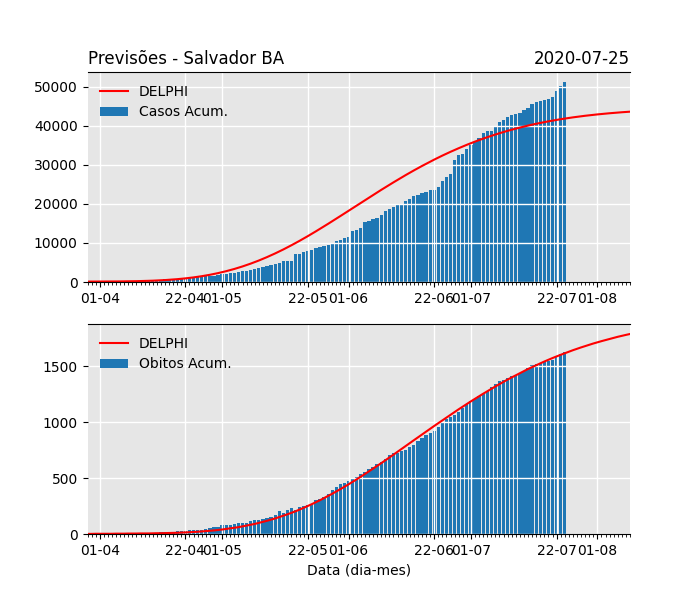 Previsões - Salvador BA 2020-07-25
DELPHI
Casos Acum.
50000
40000
30000
20000
10000
0
01-04 22-04 01-05 22-05 01-06 22-06 01-07 22-07 01-08
DELPHI
Obitos Acum.
1500
1000
500
0
01-04 22-04 01-05 22-05 01-06 22-06 01-07 22-07 01-08
Data (dia-mes)